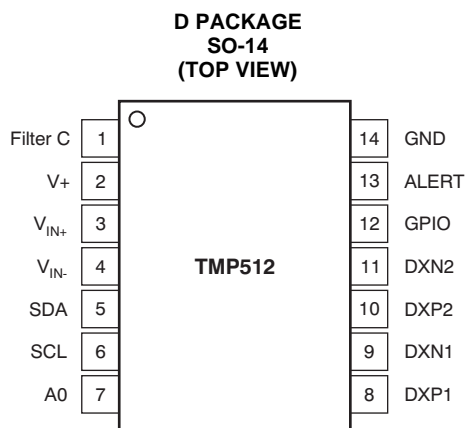 D PACKAGE
SO-14
(TOP VIEW)
Filter C 1 14 GND
V+ 2 13 ALERT
VIN+ 3 12 GPIO
VIN- 4 TMP512 11 DXN2
SDA 5 10 DXP2
SCL 6 9 DXN1
A0 7 8 DXP1